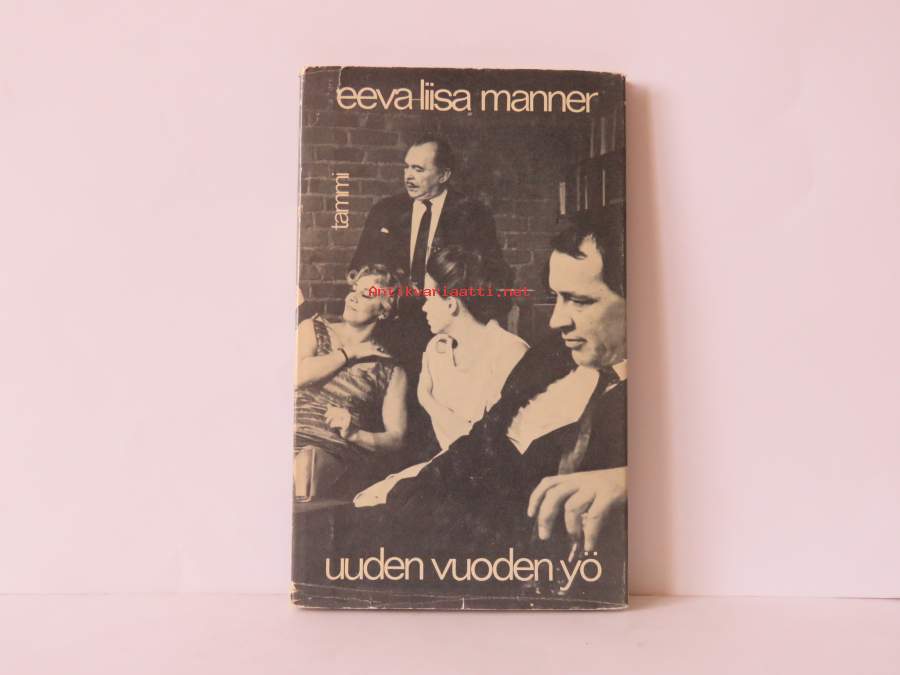 eeva-liisa manner
tammi
Antikvariaatti.net
uuden vuoden yö